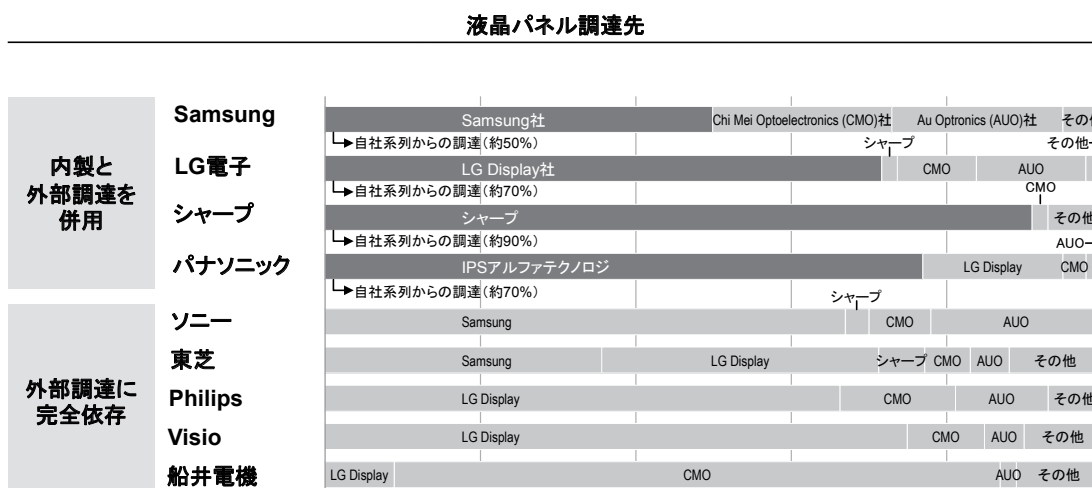 液晶パネル調達先
内製と
外部調達を
併用
Samsung
Samsung社
Chi Mei Optoelectronics (CMO)社
Au Optronics (AUO)社
その他
自社系列からの調達(約50%)
シャープ
その他
LG電子
LG Display社
CMO
AUO
自社系列からの調達(約70%)
CMO
シャープ
シャープ
その他
自社系列からの調達(約90%)
AUO
パナソニック
IPSアルファテクノロジ
LG Display
CMO
自社系列からの調達(約70%)
シャープ
外部調達に
完全依存
ソニー
Samsung
CMO
AUO
東芝
Samsung
LG Display
シャープ
CMO
AUO
その他
Philips
LG Display
CMO
AUO
その他
Visio
LG Display
CMO
AUO
その他
船井電機
LG Display
CMO
AUO
その他